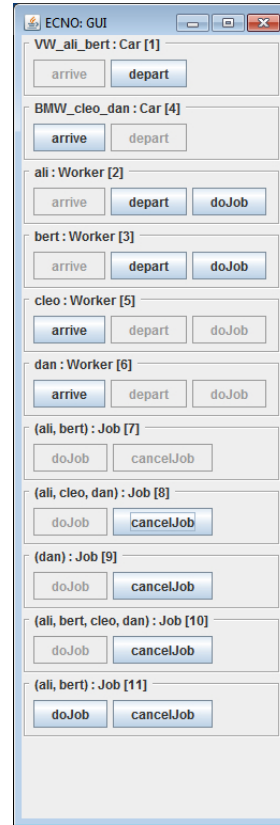 ECNO: GUI
VW_ali_bert : Car [1]
arrive depart
BMW_cleo_dan : Car [4]
arrive depart
ali : Worker [2]
arrive depart doJob
bert : Worker [3]
arrive depart doJob
cleo : Worker [5]
arrive depart doJob
dan : Worker [6]
arrive depart doJob
(ali, bert) : Job [7]
doJob cancelJob
(ali, cleo, dan) : Job [8]
doJob cancelJob
(dan) : Job [9]
doJob cancelJob
(ali, bert, cleo, dan) : Job [10]
doJob cancelJob
(ali, bert) : Job [11]
doJob cancelJob